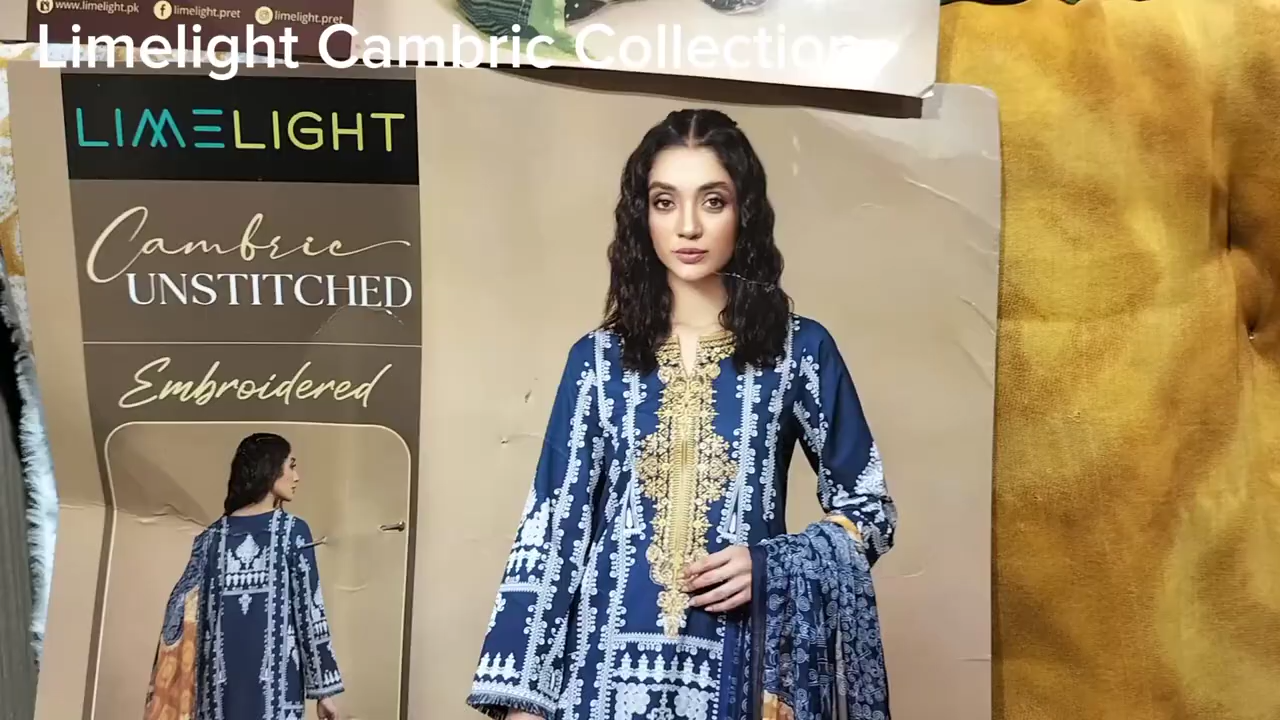 www.limelight.pk limelight.pret limelight.pret
Limelight Cambric Collection
LIMELIGHT
Cambric
UNSTITCHED
Embroidered